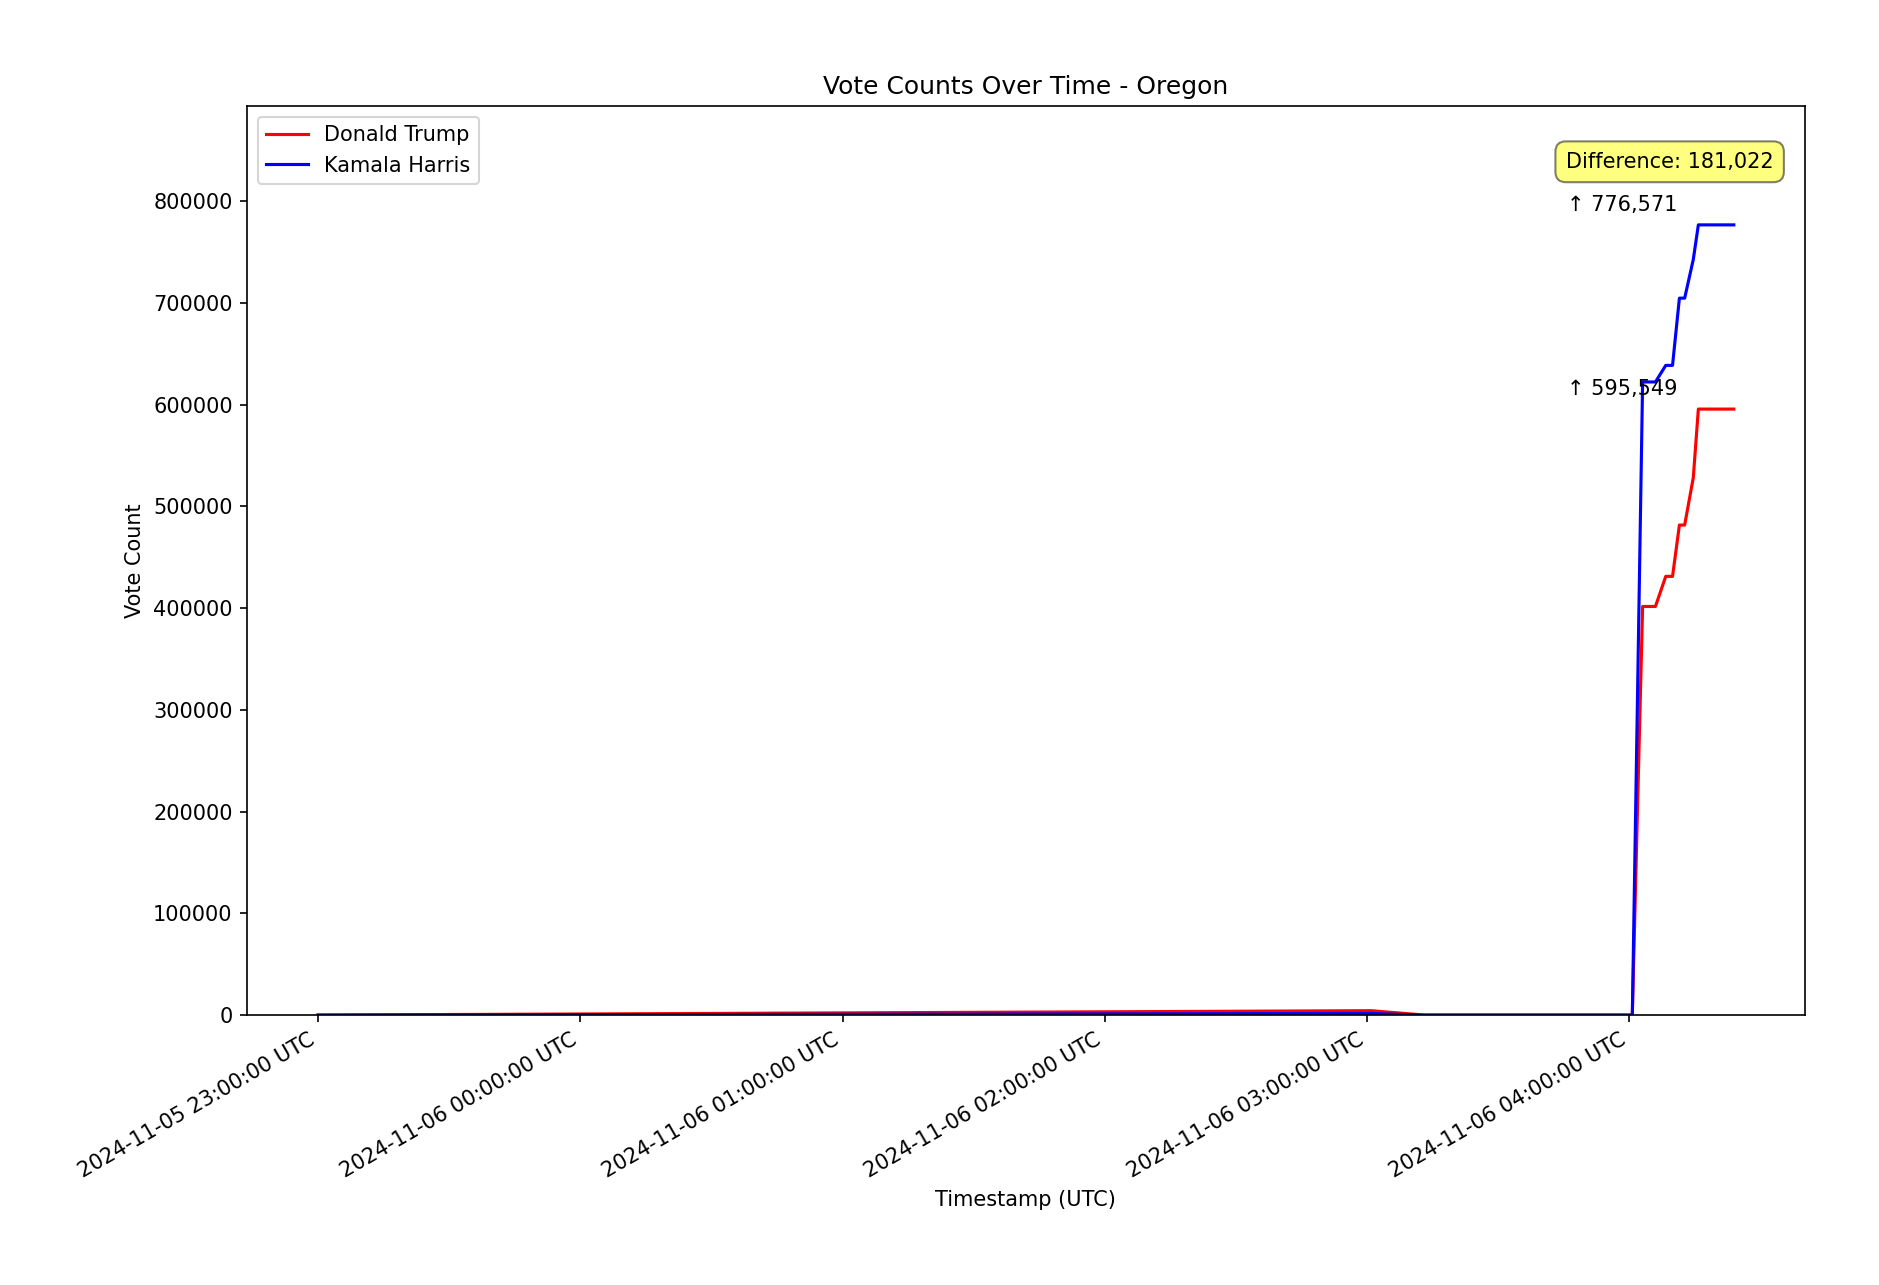 Vote Counts Over Time - Oregon
Donald Trump
Kamala Harris
Difference: 181,022
↑ 776,571
↑ 595,549
Vote Count
800000
700000
600000
500000
400000
300000
200000
100000
0
2024-11-05 23:00:00 UTC
2024-11-06 00:00:00 UTC
2024-11-06 01:00:00 UTC
2024-11-06 02:00:00 UTC
2024-11-06 03:00:00 UTC
2024-11-06 04:00:00 UTC
Timestamp (UTC)